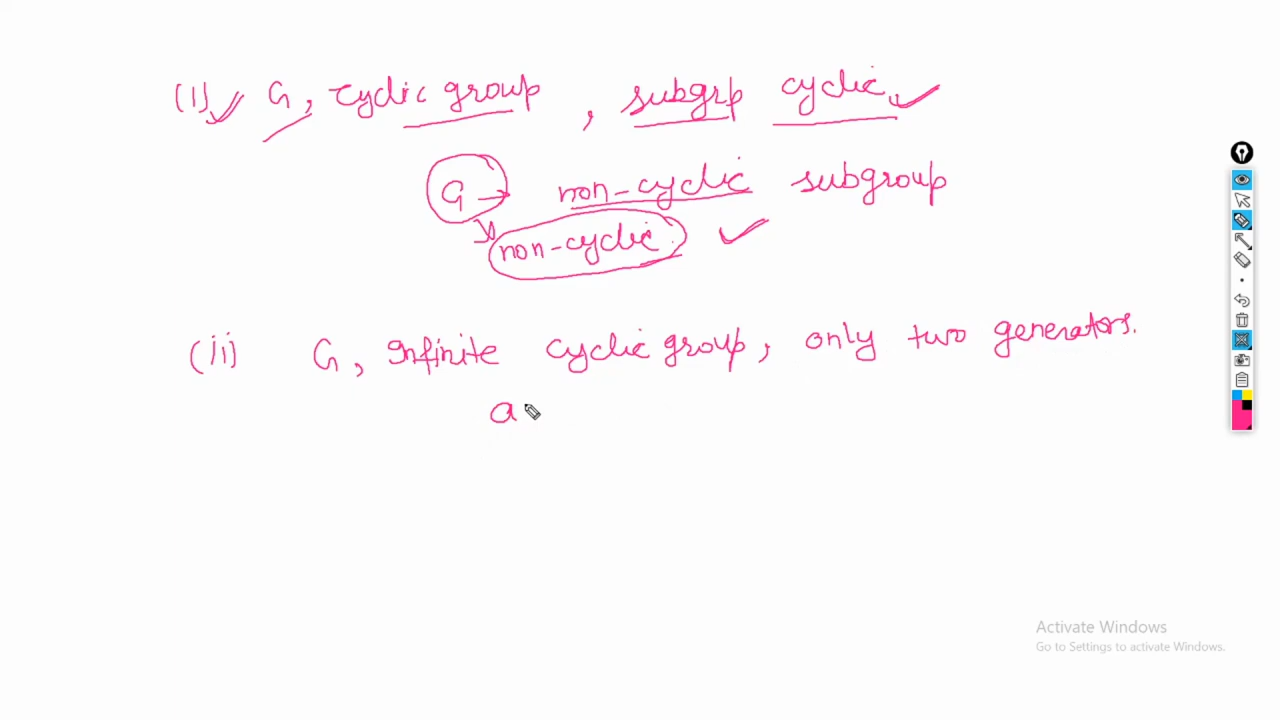 (i) G, cyclic group, subgrp cyclic
G → non-cyclic subgroup
non-cyclic
(ii) G, infinite cyclic group, only two generators.
a
Activate Windows
Go to Settings to activate Windows.